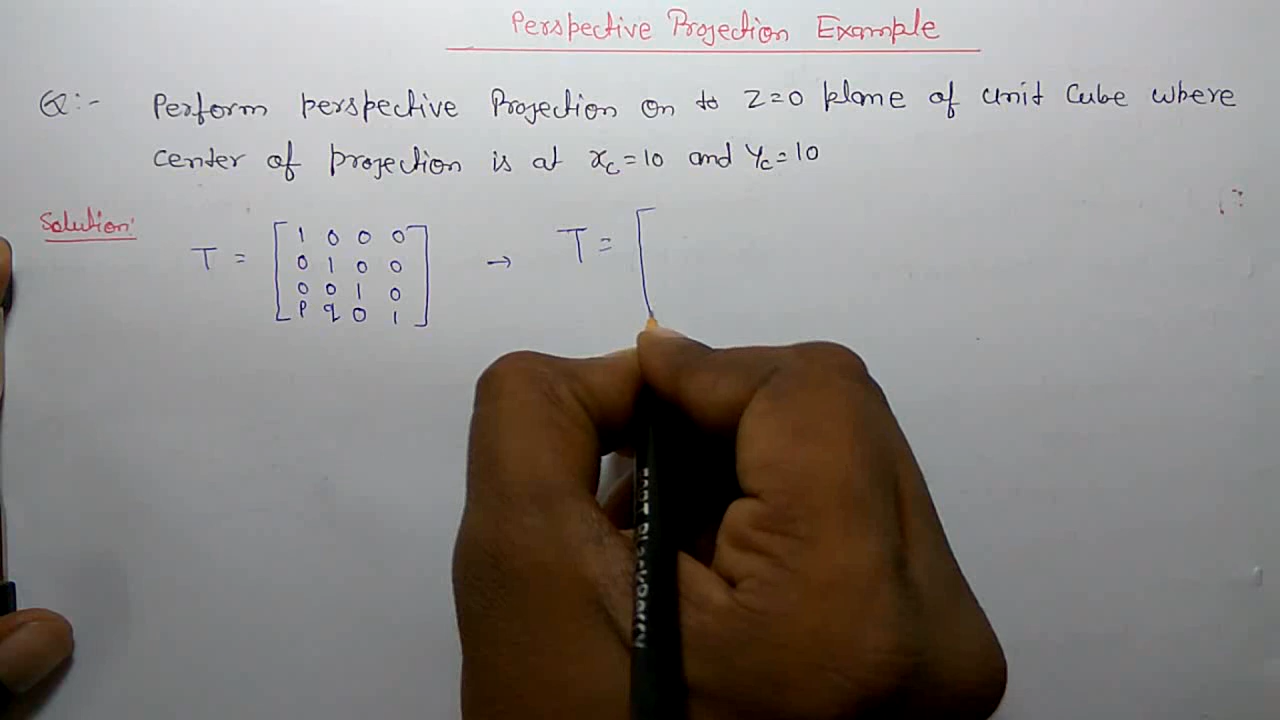 Perspective Projection Example
Q:- Perform perspective Projection on to Z=0 plane of unit Cube where
center of projection is at xc=10 and yc=10
Solution:
T = [ 1 0 0 0
0 1 0 0
0 0 1 0
P q 0 1 ] → T = [